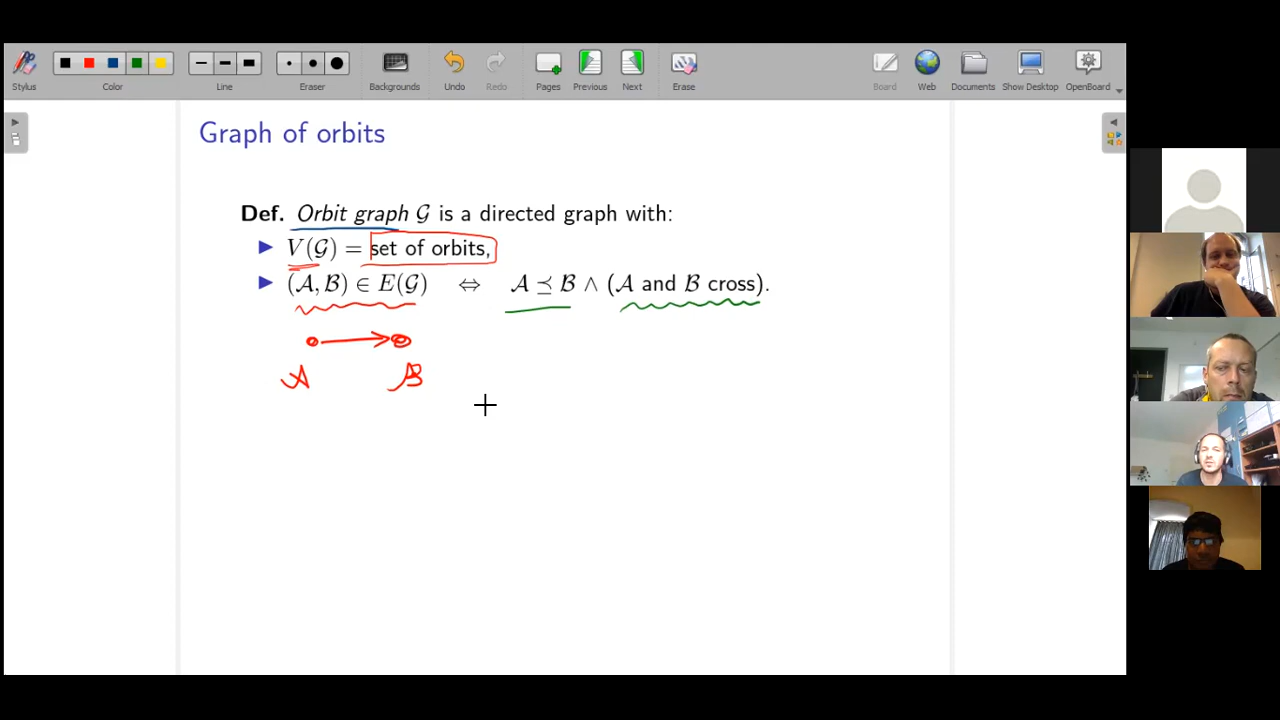 Stylus Color Line Eraser Backgrounds Undo Redo Pages Previous Next Erase Board Web Documents Show Desktop OpenBoard
Graph of orbits
Def. Orbit graph 𝒢 is a directed graph with:
▶ V(𝒢) = set of orbits,
▶ (𝒜, ℬ) ∈ E(𝒢) ⇔ 𝒜 ⪯ ℬ ∧ (𝒜 and ℬ cross).
𝒜 ℬ